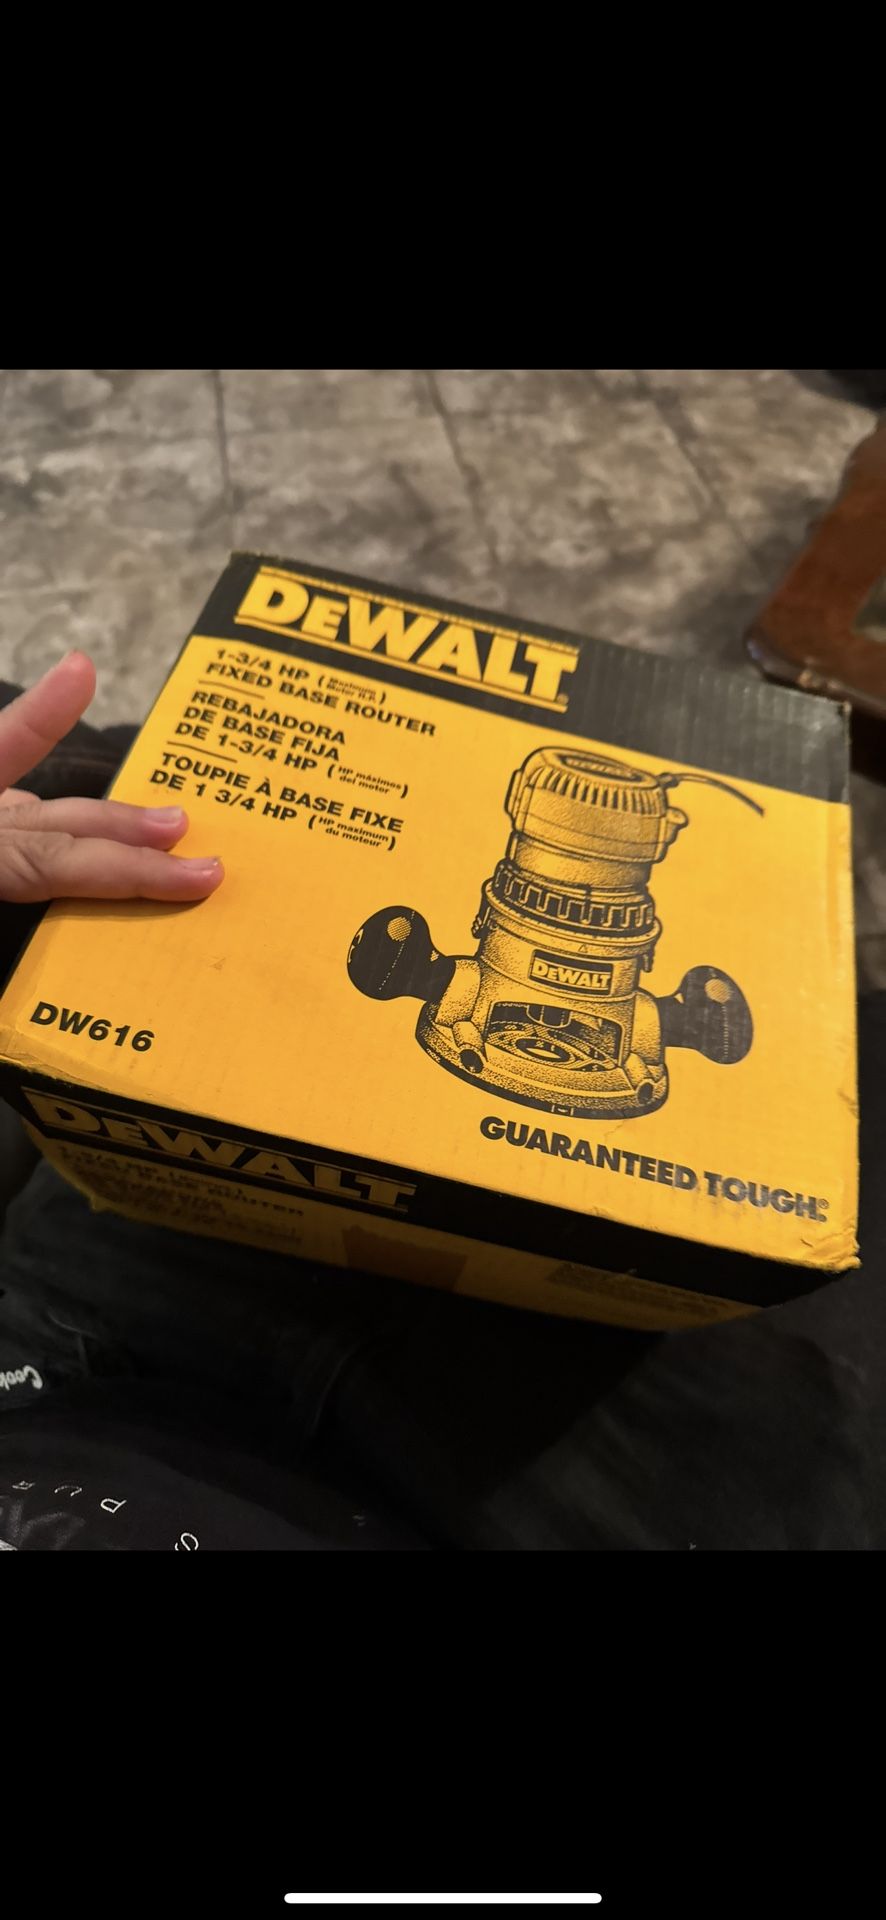 DEWALT®
1-3/4 HP (Maximum Motor H.P.)
FIXED BASE ROUTER
REBAJADORA
DE BASE FIJA
DE 1-3/4 HP (HP máximos del motor)
TOUPIE À BASE FIXE
DE 1 3/4 HP (HP maximum du moteur)
DEWALT
DW616
GUARANTEED TOUGH®
DEWALT